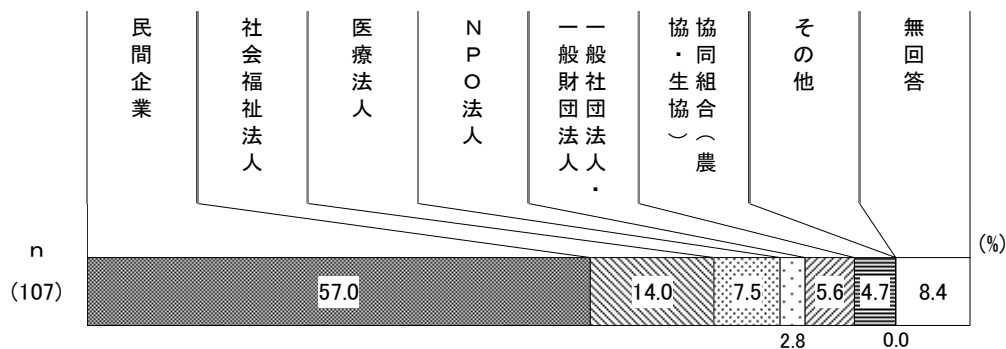 民間企業
社会福祉法人
医療法人
NPO法人
一般社団法人・
一般財団法人
協同組合（農
協・生協）
その他
無回答
(%)
n
(107)
57.0
14.0
7.5
2.8
5.6
4.7
0.0
8.4